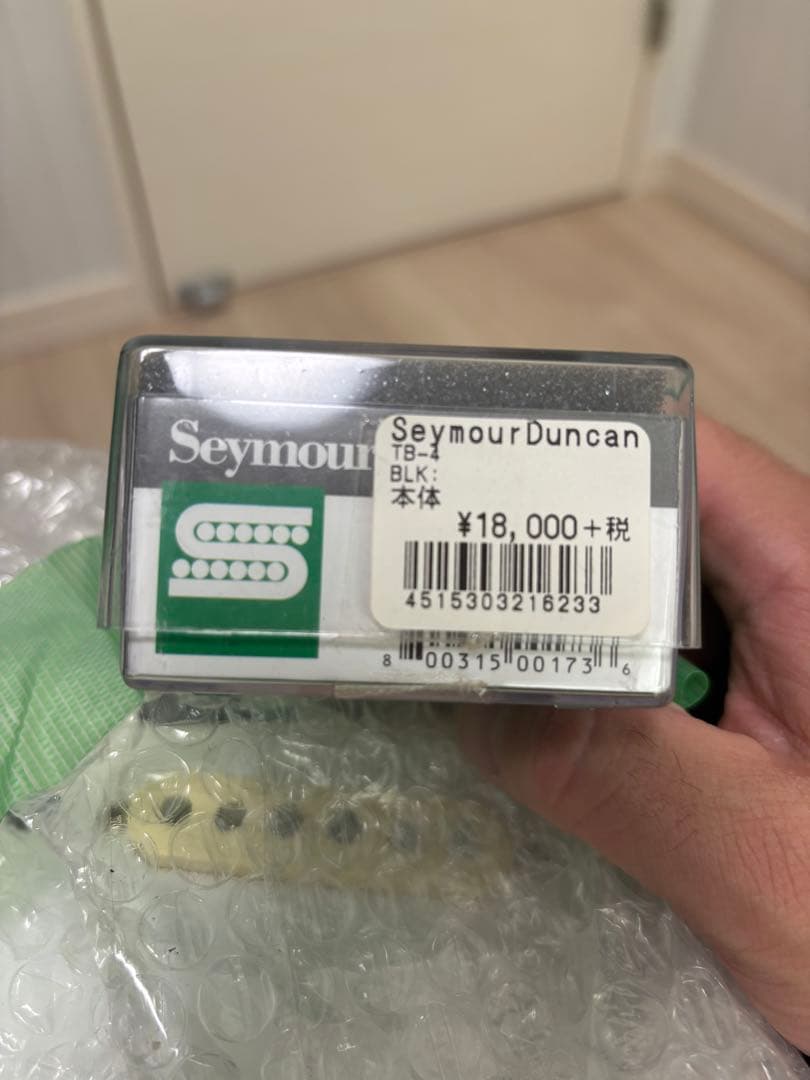 Seymour
SeymourDuncan
TB-4
BLK:
本体
¥18,000+税
4515303216233
8 00315 00173 6